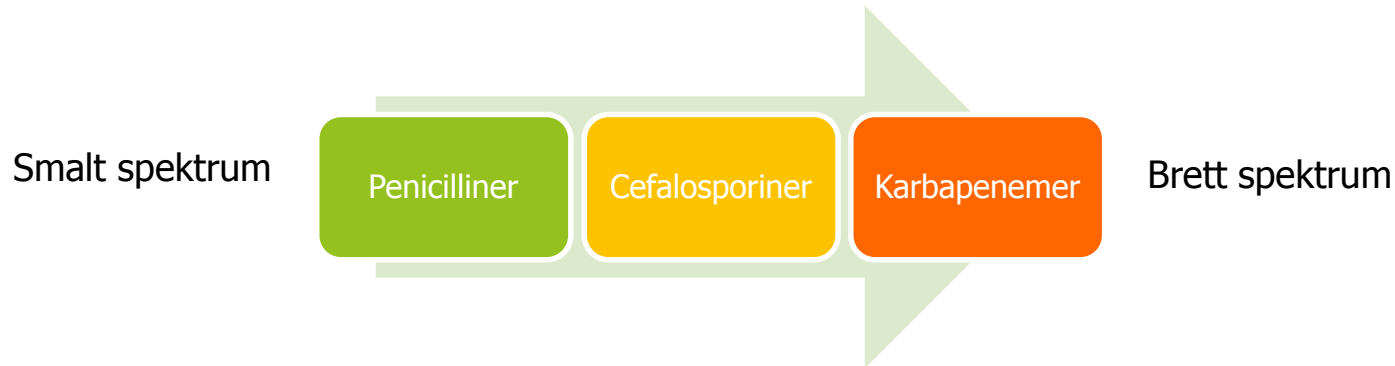 Smalt spektrum
Penicilliner
Cefalosporiner
Karbapenemer
Brett spektrum